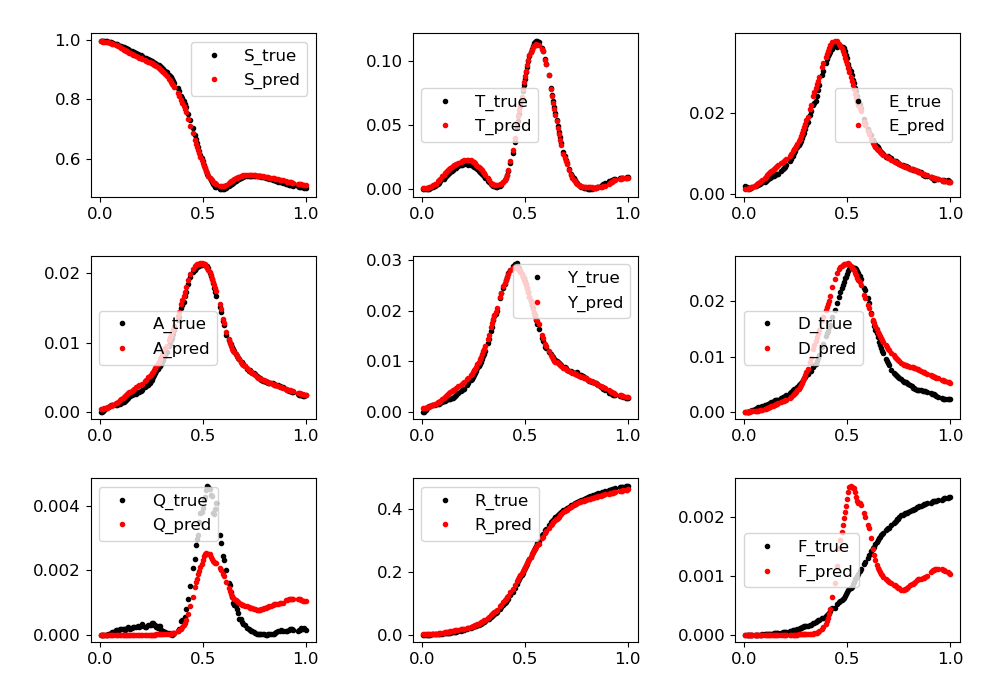 1.0
0.8
0.6
0.0 0.5 1.0
S_true
S_pred
0.10
0.05
0.00
0.0 0.5 1.0
T_true
T_pred
0.02
0.00
0.0 0.5 1.0
E_true
E_pred
0.02
0.01
0.00
0.0 0.5 1.0
A_true
A_pred
0.03
0.02
0.01
0.00
0.0 0.5 1.0
Y_true
Y_pred
0.02
0.01
0.00
0.0 0.5 1.0
D_true
D_pred
0.004
0.002
0.000
0.0 0.5 1.0
Q_true
Q_pred
0.4
0.2
0.0
0.0 0.5 1.0
R_true
R_pred
0.002
0.001
0.000
0.0 0.5 1.0
F_true
F_pred